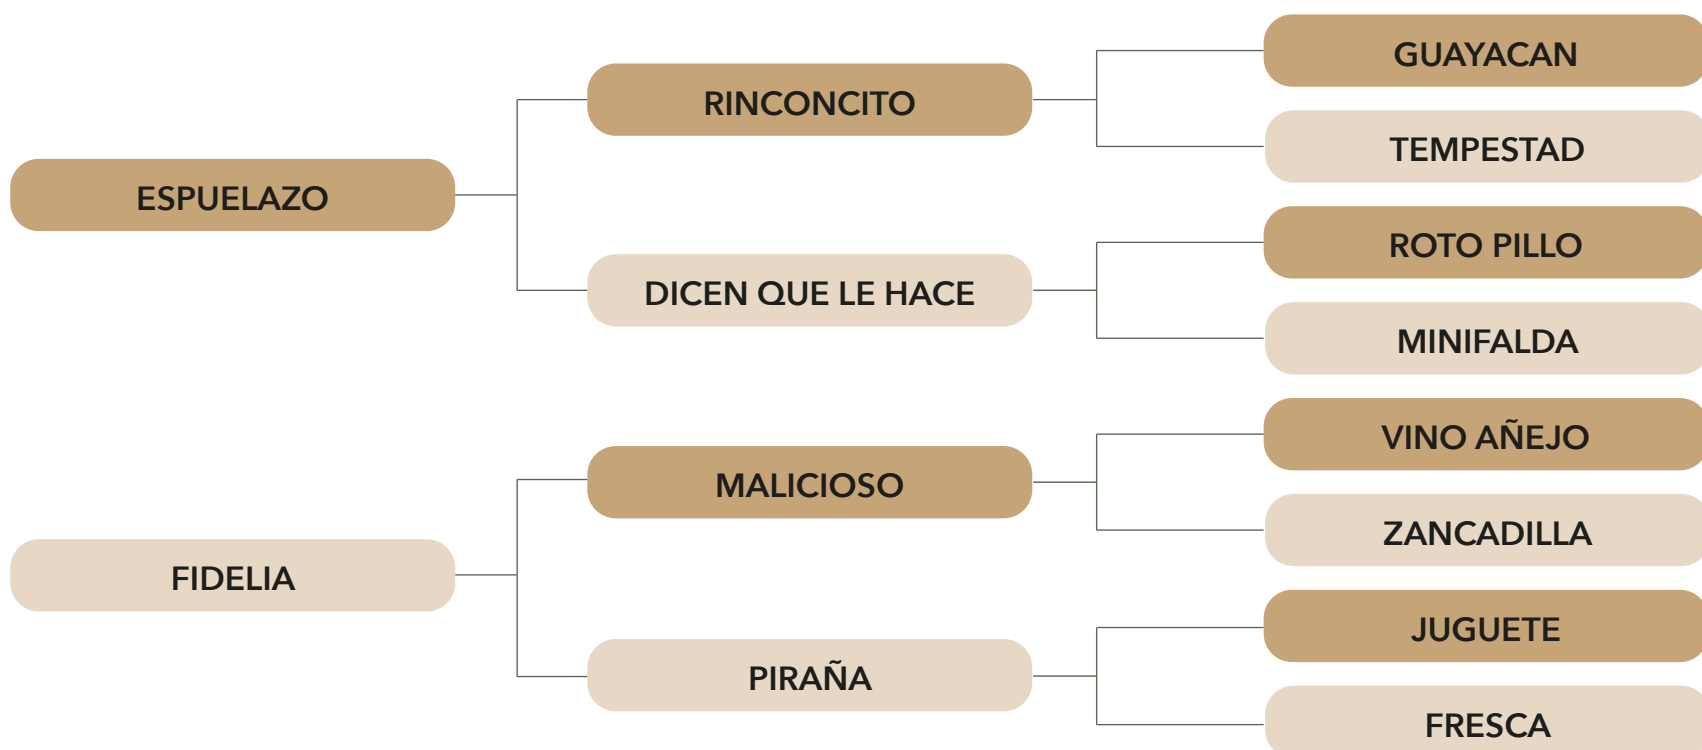 GUAYACAN
RINCONCITO
TEMPESTAD
ESPUELAZO
ROTO PILLO
DICEN QUE LE HACE
MINIFALDA
VINO AÑEJO
MALICIOSO
ZANCADILLA
FIDELIA
JUGUETE
PIRAÑA
FRESCA